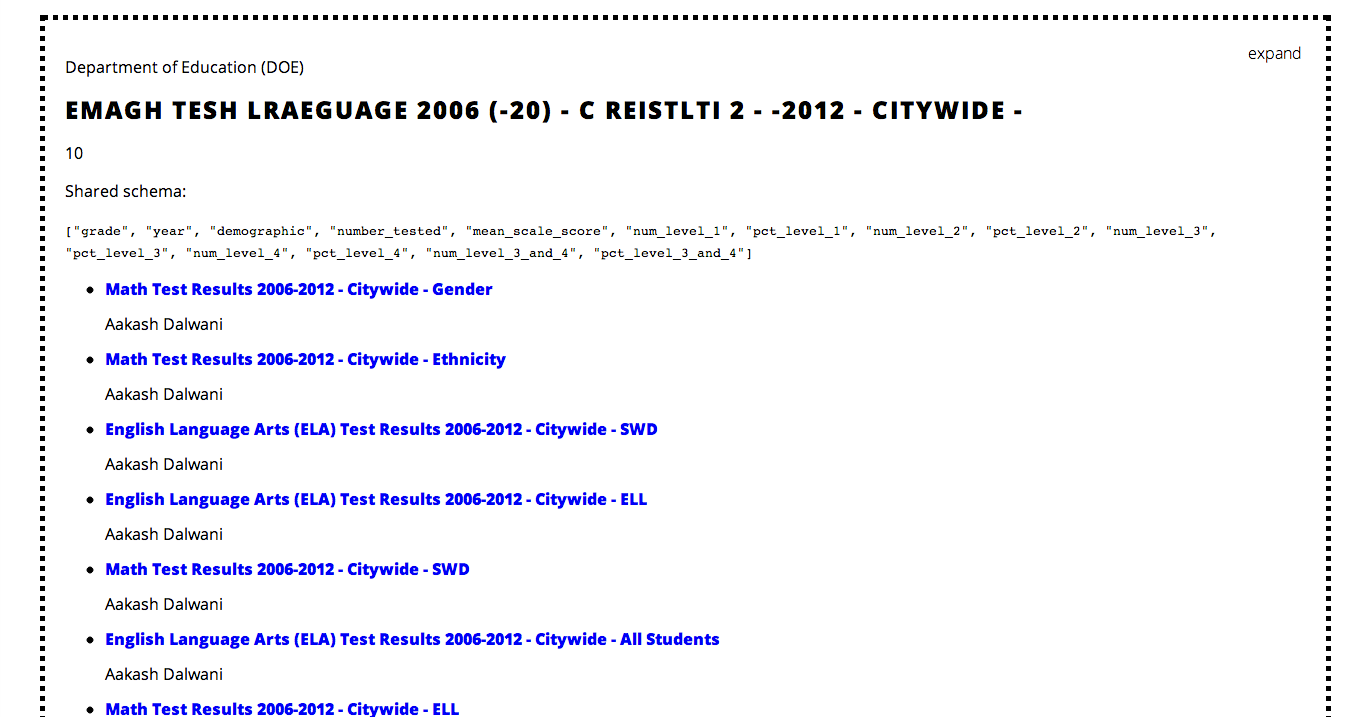 expand
Department of Education (DOE)
EMAGH TESH LRAEGUAGE 2006 (-20) - C REISTLTI 2 - -2012 - CITYWIDE -
10
Shared schema:
["grade", "year", "demographic", "number_tested", "mean_scale_score", "num_level_1", "pct_level_1", "num_level_2", "pct_level_2", "num_level_3",
"pct_level_3", "num_level_4", "pct_level_4", "num_level_3_and_4", "pct_level_3_and_4"]
Math Test Results 2006-2012 - Citywide - Gender
Aakash Dalwani
Math Test Results 2006-2012 - Citywide - Ethnicity
Aakash Dalwani
English Language Arts (ELA) Test Results 2006-2012 - Citywide - SWD
Aakash Dalwani
English Language Arts (ELA) Test Results 2006-2012 - Citywide - ELL
Aakash Dalwani
Math Test Results 2006-2012 - Citywide - SWD
Aakash Dalwani
English Language Arts (ELA) Test Results 2006-2012 - Citywide - All Students
Aakash Dalwani
Math Test Results 2006-2012 - Citywide - ELL